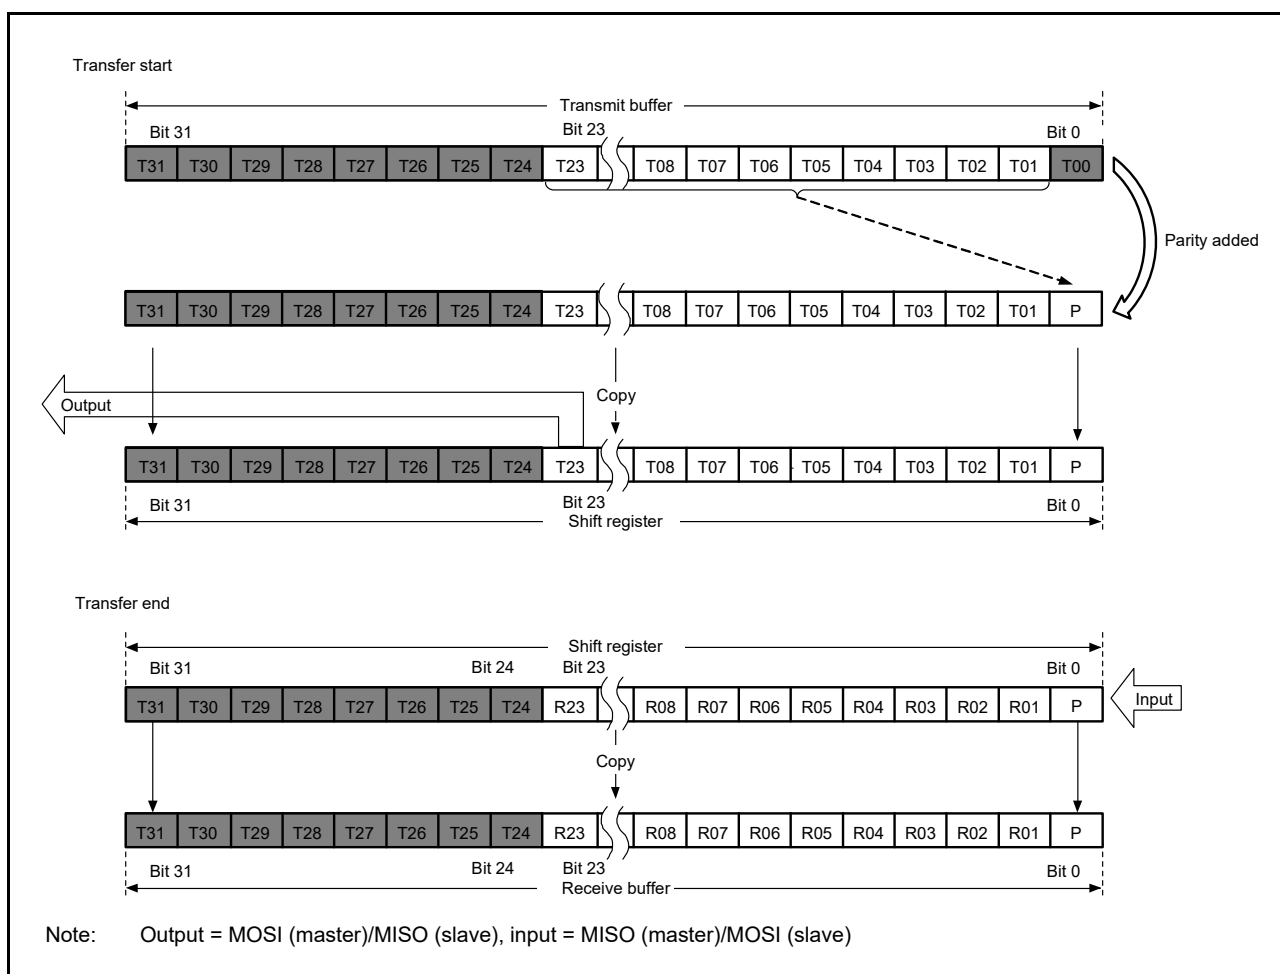 Transfer start
Transmit buffer
Bit 31 Bit 23 Bit 0
T31 T30 T29 T28 T27 T26 T25 T24 T23 T08 T07 T06 T05 T04 T03 T02 T01 T00
Parity added
T31 T30 T29 T28 T27 T26 T25 T24 T23 T08 T07 T06 T05 T04 T03 T02 T01 P
Copy
Output
T31 T30 T29 T28 T27 T26 T25 T24 T23 T08 T07 T06 T05 T04 T03 T02 T01 P
Bit 31 Bit 23 Bit 0
Shift register
Transfer end
Shift register
Bit 31 Bit 24 Bit 23 Bit 0
T31 T30 T29 T28 T27 T26 T25 T24 R23 R08 R07 R06 R05 R04 R03 R02 R01 P
Input
Copy
T31 T30 T29 T28 T27 T26 T25 T24 R23 R08 R07 R06 R05 R04 R03 R02 R01 P
Bit 31 Bit 24 Bit 23 Bit 0
Receive buffer
Note: Output = MOSI (master)/MISO (slave), input = MISO (master)/MOSI (slave)